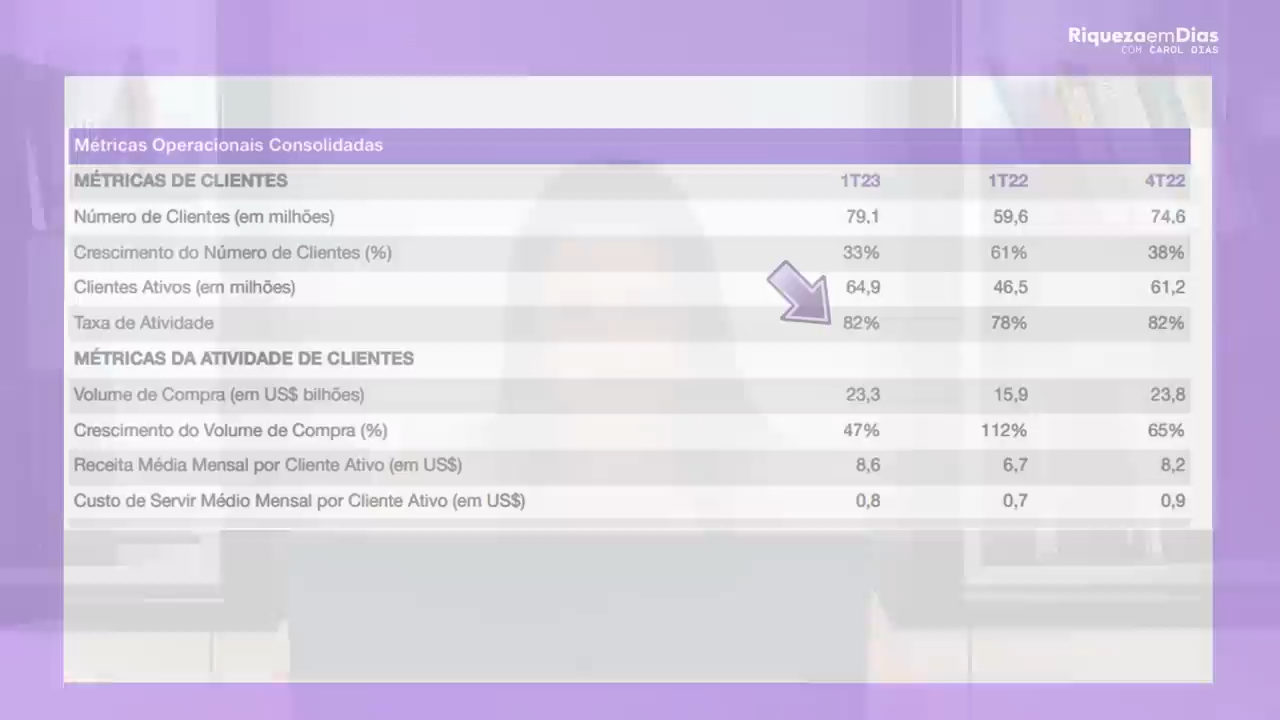 RiquezaemDias
COM CAROL DIAS
Métricas Operacionais Consolidadas
MÉTRICAS DE CLIENTES 1T23 1T22 4T22
Número de Clientes (em milhões) 79,1 59,6 74,6
Crescimento do Número de Clientes (%) 33% 61% 38%
Clientes Ativos (em milhões) 64,9 46,5 61,2
Taxa de Atividade 82% 78% 82%
MÉTRICAS DA ATIVIDADE DE CLIENTES
Volume de Compra (em US$ bilhões) 23,3 15,9 23,8
Crescimento do Volume de Compra (%) 47% 112% 65%
Receita Média Mensal por Cliente Ativo (em US$) 8,6 6,7 8,2
Custo de Servir Médio Mensal por Cliente Ativo (em US$) 0,8 0,7 0,9